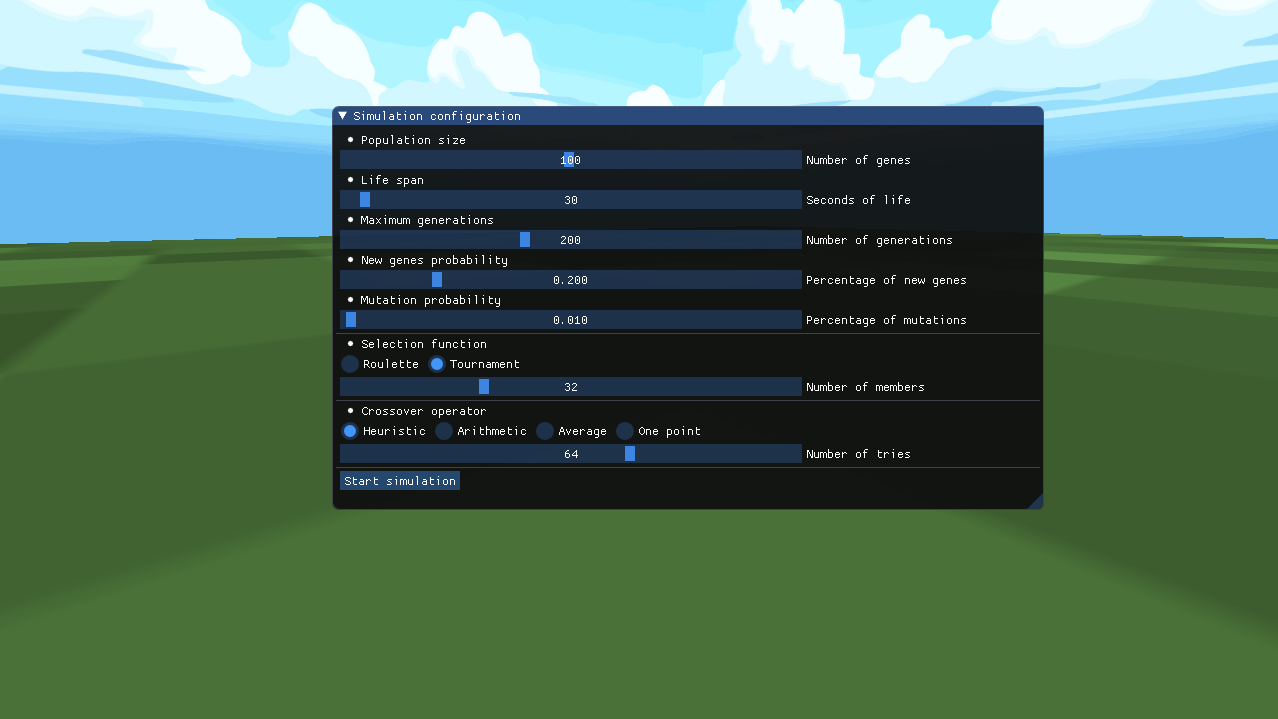 Simulation configuration
Population size
100 Number of genes
Life span
30 Seconds of life
Maximum generations
200 Number of generations
New genes probability
0.200 Percentage of new genes
Mutation probability
0.010 Percentage of mutations
Selection function
Roulette Tournament
32 Number of members
Crossover operator
Heuristic Arithmetic Average One point
64 Number of tries
Start simulation